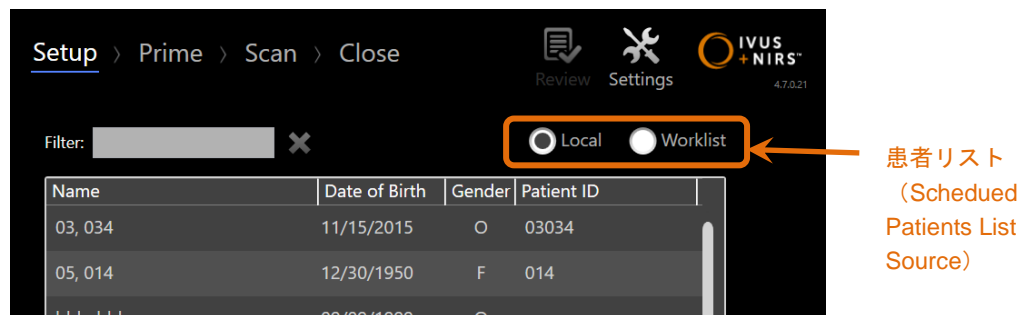 Setup > Prime > Scan > Close
Review
Settings
IVUS
+NIRS™
4.7.0.21
Filter:
Local
Worklist
患者リスト
（Schedued
Patients List
Source）
Name Date of Birth Gender Patient ID
03, 034 11/15/2015 O 03034
05, 014 12/30/1950 F 014